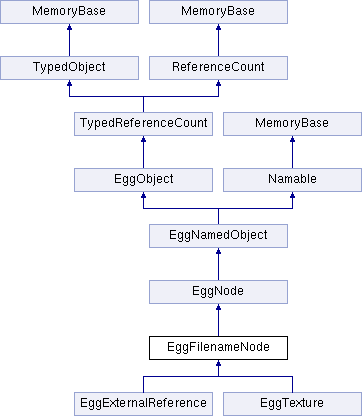 MemoryBase
MemoryBase
TypedObject
ReferenceCount
TypedReferenceCount
MemoryBase
EggObject
Namable
EggNamedObject
EggNode
EggFilenameNode
EggExternalReference
EggTexture